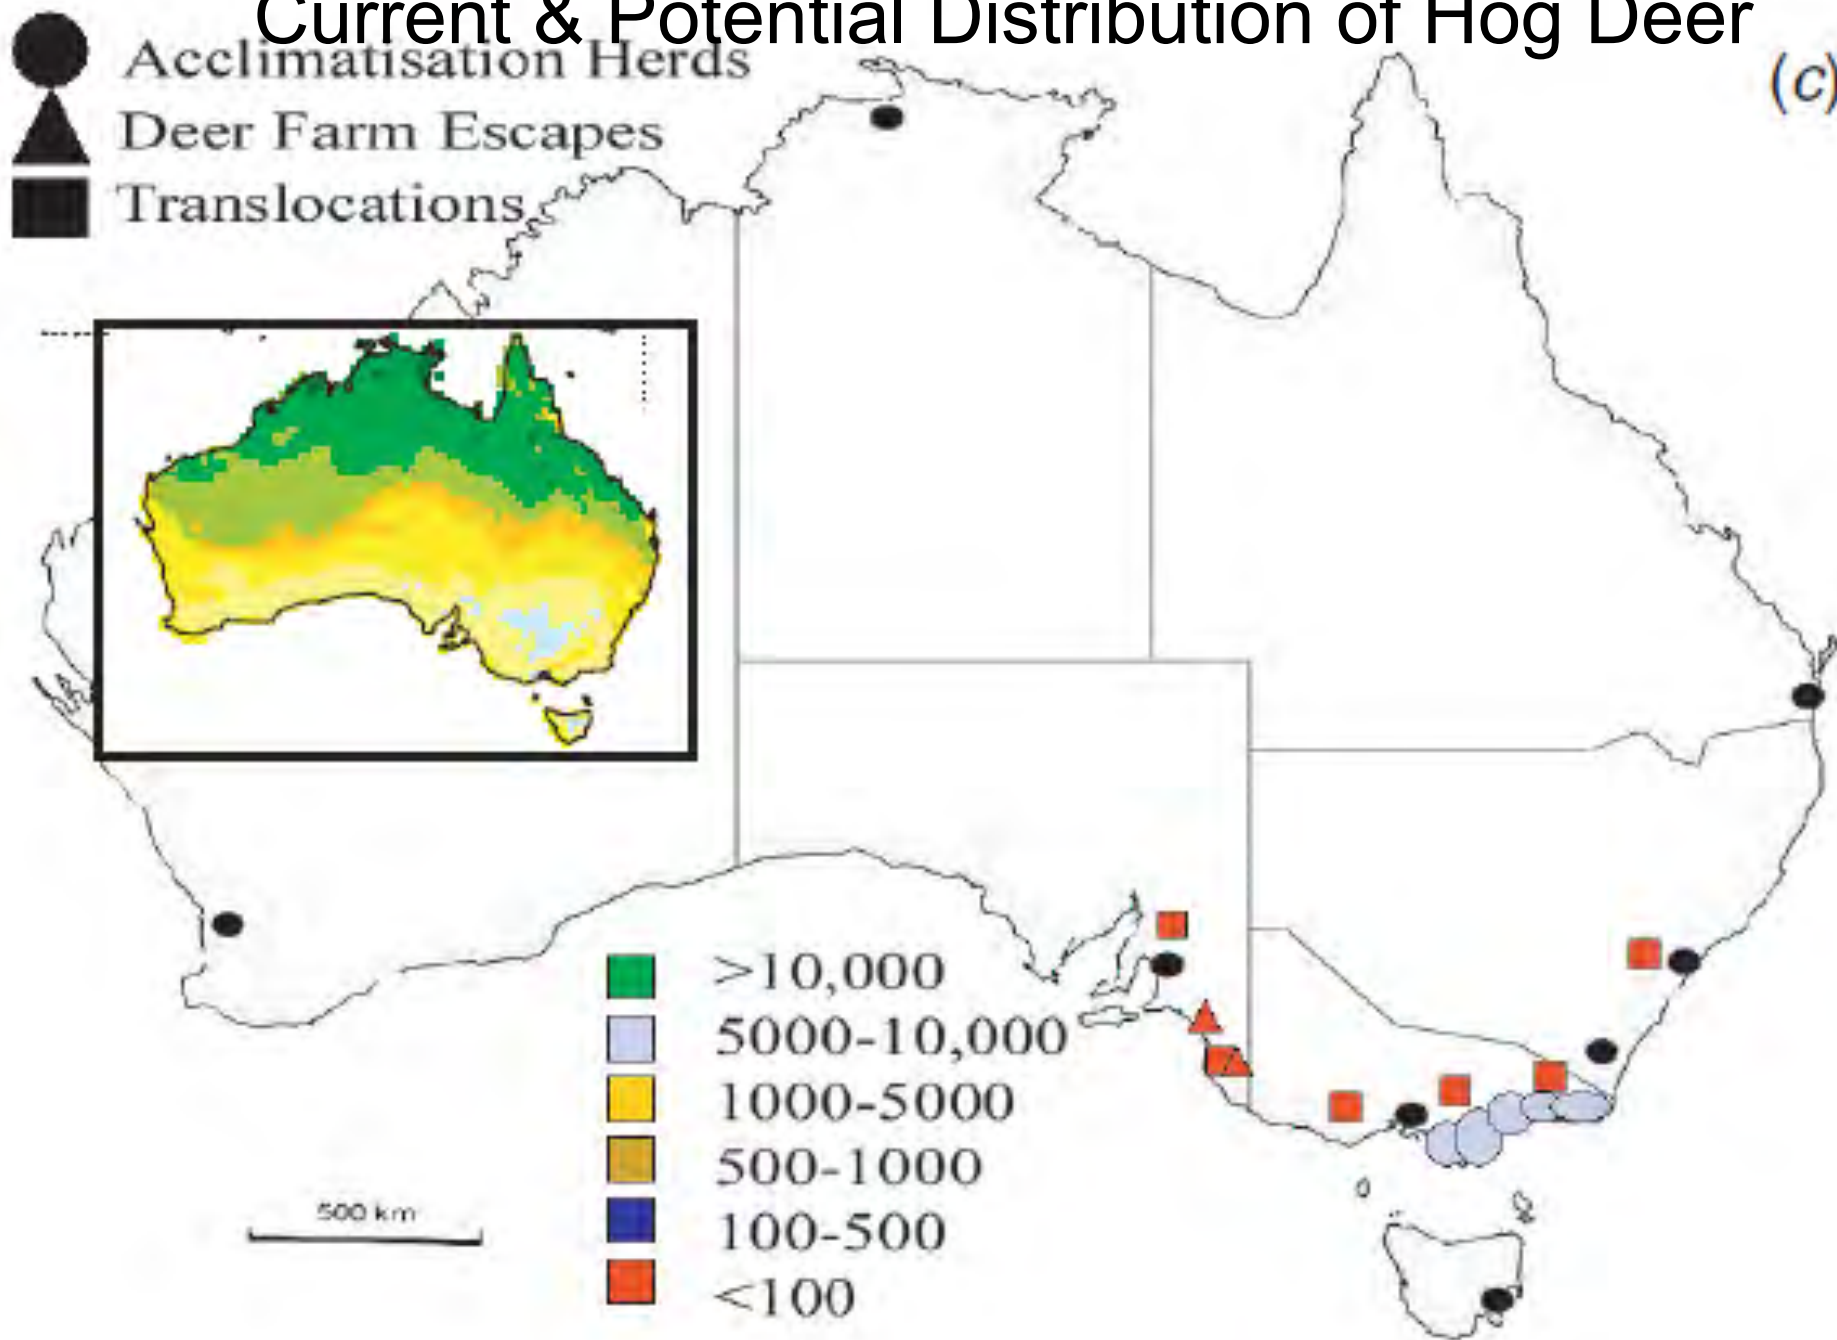 Current & Potential Distribution of Hog Deer
Acclimatisation Herds
(c)
Deer Farm Escapes
Translocations
>10,000
5000-10,000
1000-5000
500-1000
100-500
<100
500 km